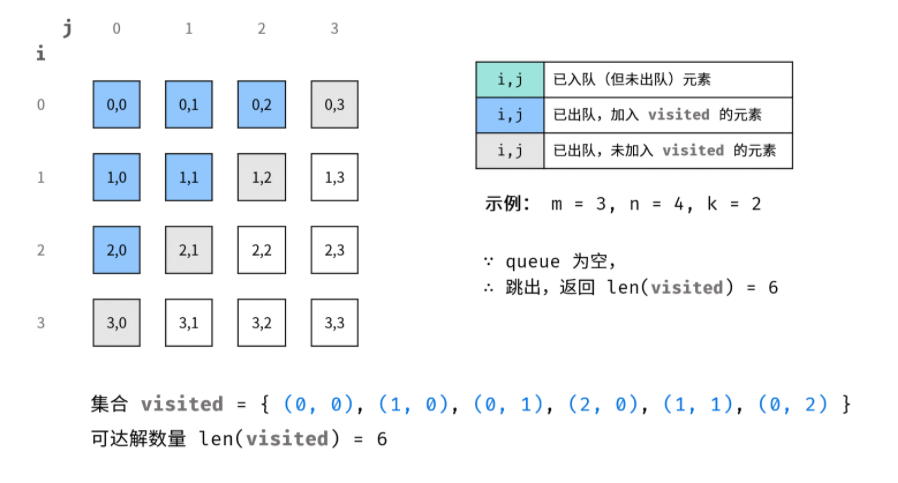 j 0 1 2 3
i
0 0,0 0,1 0,2 0,3
1 1,0 1,1 1,2 1,3
2 2,0 2,1 2,2 2,3
3 3,0 3,1 3,2 3,3
i,j 已入队（但未出队）元素
i,j 已出队，加入 visited 的元素
i,j 已出队，未加入 visited 的元素
示例： m = 3, n = 4, k = 2
∵ queue 为空，
∴ 跳出，返回 len(visited) = 6
集合 visited = { (0, 0), (1, 0), (0, 1), (2, 0), (1, 1), (0, 2) }
可达解数量 len(visited) = 6